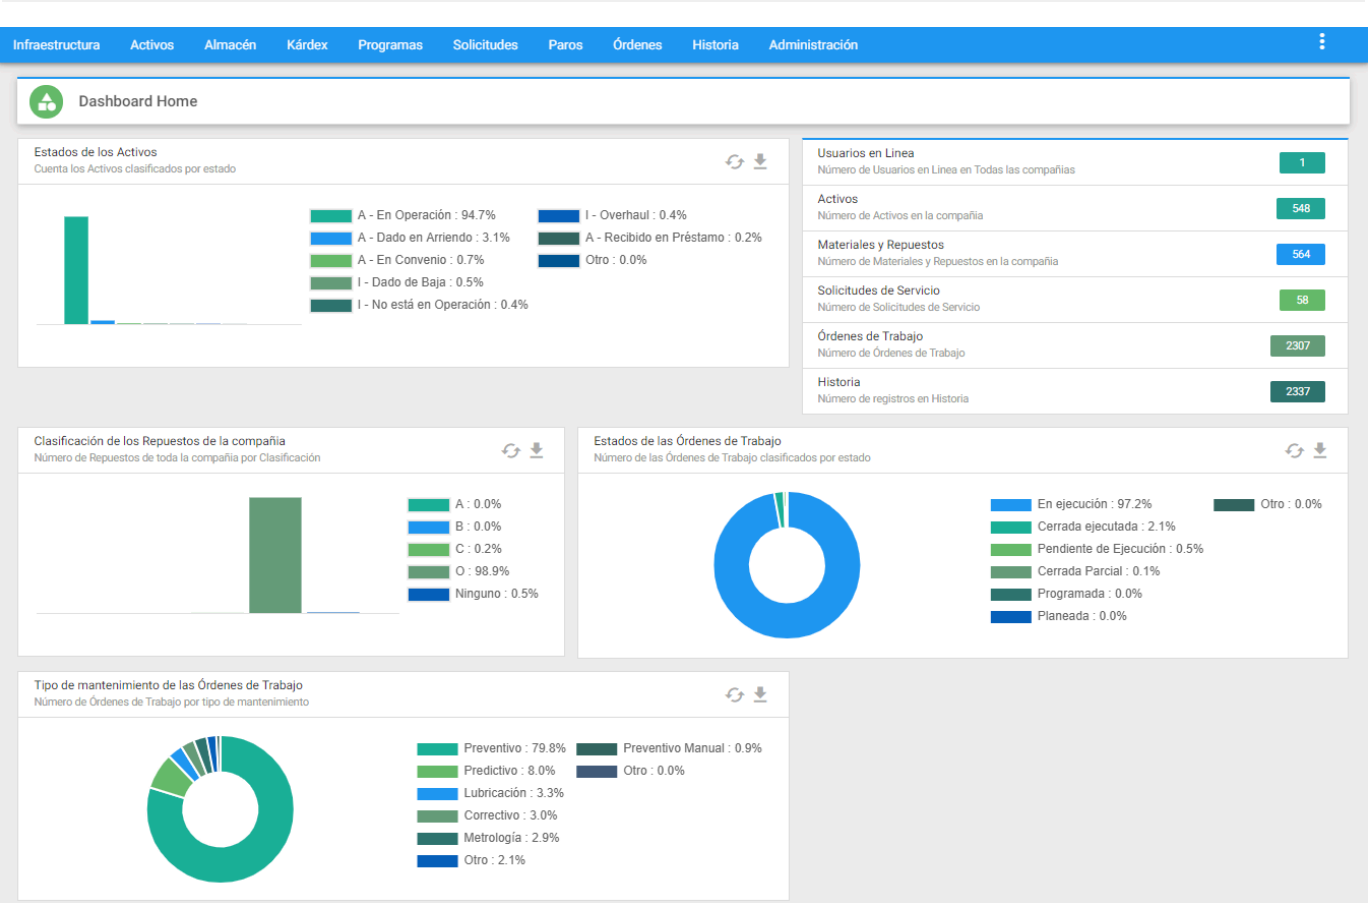 Infraestructura Activos Almacén Kárdex Programas Solicitudes Paros Órdenes Historia Administración
Dashboard Home
Estados de los Activos
Cuenta los Activos clasificados por estado
A - En Operación : 94.7%
A - Dado en Arriendo : 3.1%
A - En Convenio : 0.7%
I - Dado de Baja : 0.5%
I - No está en Operación : 0.4%
I - Overhaul : 0.4%
A - Recibido en Préstamo : 0.2%
Otro : 0.0%
Usuarios en Linea
Número de Usuarios en Linea en Todas las compañias
1
Activos
Número de Activos en la compañia
548
Materiales y Repuestos
Número de Materiales y Repuestos en la compañia
564
Solicitudes de Servicio
Número de Solicitudes de Servicio
58
Órdenes de Trabajo
Número de Órdenes de Trabajo
2307
Historia
Número de registros en Historia
2337
Clasificación de los Repuestos de la compañia
Número de Repuestos de toda la compañia por Clasificación
A : 0.0%
B : 0.0%
C : 0.2%
O : 98.9%
Ninguno : 0.5%
Estados de las Órdenes de Trabajo
Número de las Órdenes de Trabajo clasificados por estado
En ejecución : 97.2%
Cerrada ejecutada : 2.1%
Pendiente de Ejecución : 0.5%
Cerrada Parcial : 0.1%
Programada : 0.0%
Planeada : 0.0%
Otro : 0.0%
Tipo de mantenimiento de las Órdenes de Trabajo
Número de Órdenes de Trabajo por tipo de mantenimiento
Preventivo : 79.8%
Predictivo : 8.0%
Lubricación : 3.3%
Correctivo : 3.0%
Metrología : 2.9%
Otro : 2.1%
Preventivo Manual : 0.9%
Otro : 0.0%